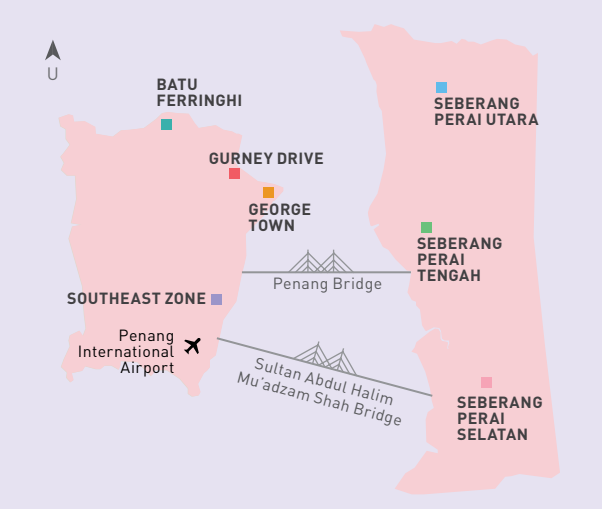 U
BATU
FERRINGHI
SEBERANG
PERAI UTARA
GURNEY DRIVE
GEORGE
TOWN
SEBERANG
PERAI
TENGAH
Penang Bridge
SOUTHEAST ZONE
Penang
International
Airport
Sultan Abdul Halim
Mu'adzam Shah Bridge
SEBERANG
PERAI
SELATAN